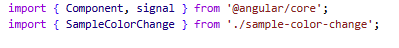 import { Component, signal } from '@angular/core';
import { SampleColorChange } from './sample-color-change';